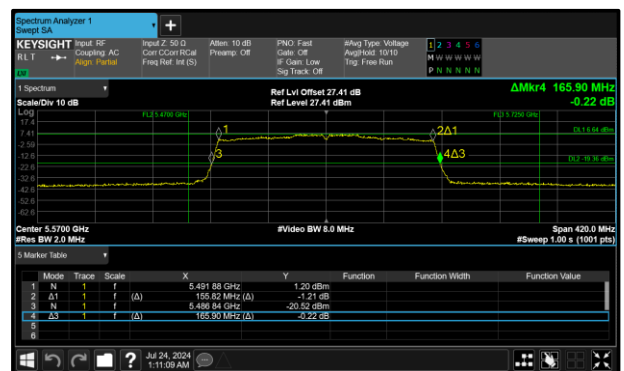 Spectrum Analyzer 1
Swept SA
KEYSIGHT Input: RF Input Z: 50 Ω Atten: 10 dB PNO: Fast #Avg Type: Voltage 1 2 3 4 5 6
RLT Coupling: AC Corr CCorr RCal Preamp: Off Gate: Off Avg|Hold: 10/10 M W W W W W
Align: Partial Freq Ref: Int (S) IF Gain: Low Trig: Free Run
Sig Track: Off P N N N N N
1 Spectrum Ref Lvl Offset 27.41 dB ΔMkr4 165.90 MHz
Scale/Div 10 dB Ref Level 27.41 dBm -0.22 dB
Log
17.4 FL2 5.4700 GHz FL3 5.7250 GHz
7.41 1 2Δ1 DL1 6.64 dBm
-2.59
-12.6 3 4Δ3 DL2 -19.36 dBm
-22.6
-32.6
-42.6
-52.6
-62.6
Center 5.5700 GHz #Video BW 8.0 MHz Span 420.0 MHz
#Res BW 2.0 MHz #Sweep 1.00 s (1001 pts)
5 Marker Table
Mode Trace Scale X Y Function Function Width Function Value
1 N 1 f 5.491 88 GHz 1.20 dBm
2 Δ1 1 f (Δ) 155.82 MHz (Δ) -1.21 dB
3 N 1 f 5.486 84 GHz -20.52 dBm
4 Δ3 1 f (Δ) 165.90 MHz (Δ) -0.22 dB
5
6
? Jul 24, 2024
1:11:09 AM